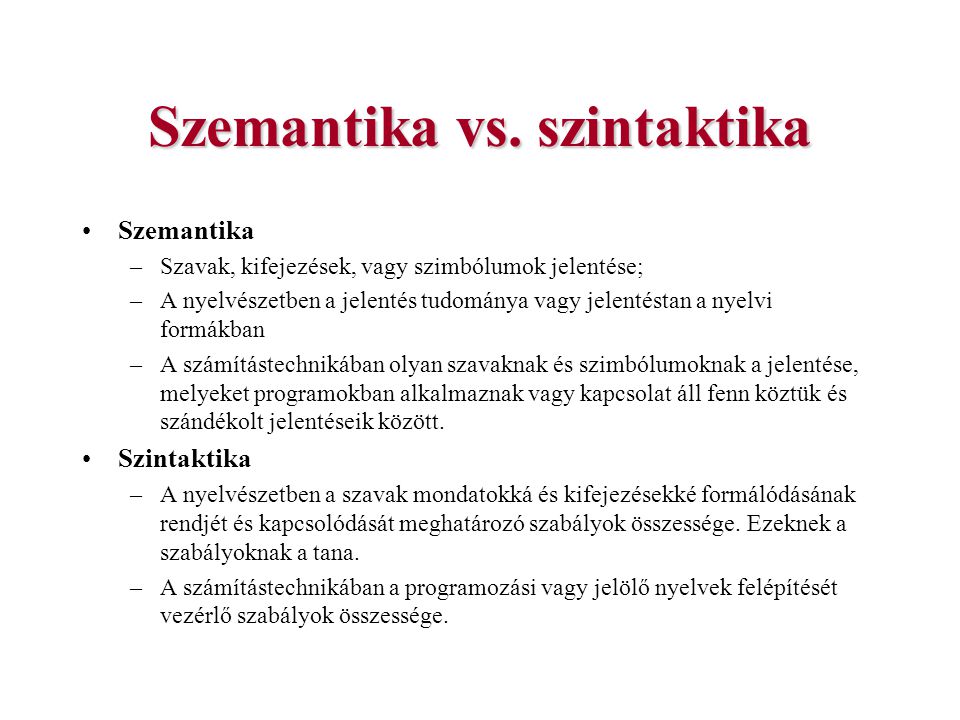 Szemantika vs. szintaktika
• Szemantika
– Szavak, kifejezések, vagy szimbólumok jelentése;
– A nyelvészetben a jelentés tudománya vagy jelentéstan a nyelvi
formákban
– A számítástechnikában olyan szavaknak és szimbólumoknak a jelentése,
melyeket programokban alkalmaznak vagy kapcsolat áll fenn köztük és
szándékolt jelentéseik között.
• Szintaktika
– A nyelvészetben a szavak mondatokká és kifejezésekké formálódásának
rendjét és kapcsolódását meghatározó szabályok összessége. Ezeknek a
szabályoknak a tana.
– A számítástechnikában a programozási vagy jelölő nyelvek felépítését
vezérlő szabályok összessége.